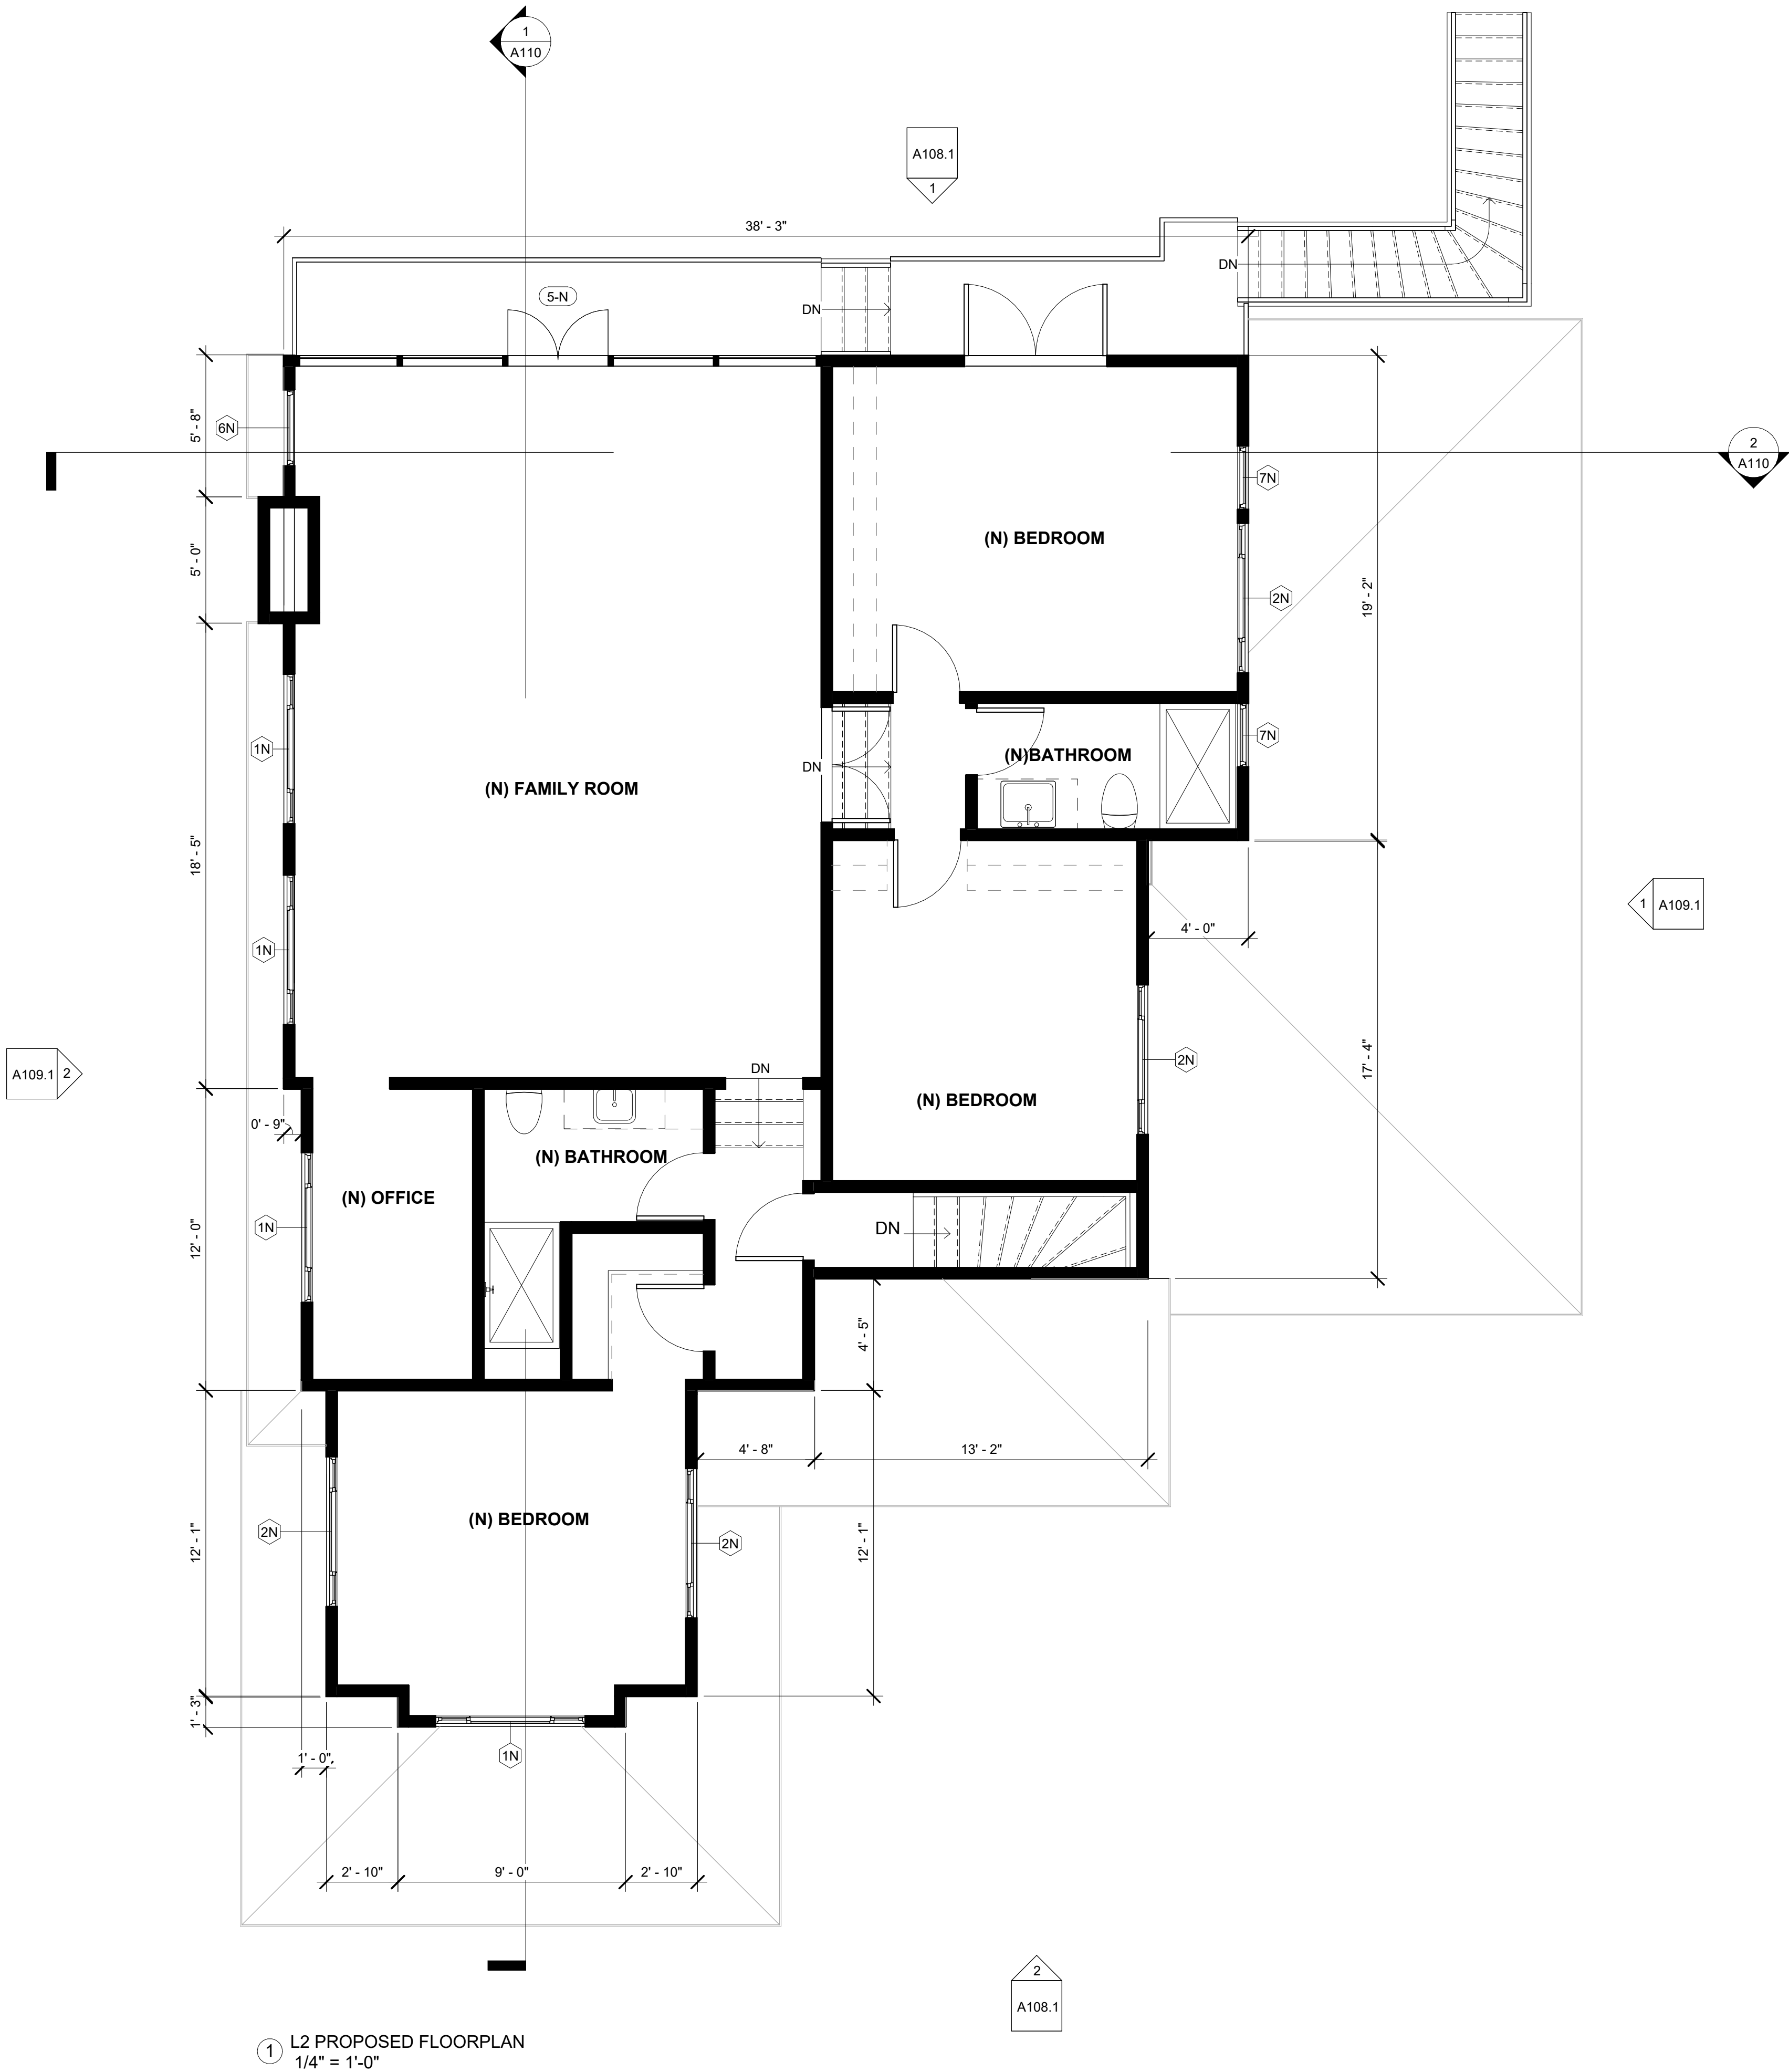 1
A110
A108.1
1
38' - 3"
DN
5-N
DN
5' - 8"
6N
2
A110
7N
(N) BEDROOM
5' - 0"
2N
19' - 2"
7N
1N
(N)BATHROOM
DN
(N) FAMILY ROOM
18' - 5"
1 A109.1
4' - 0"
1N
17' - 4"
2N
A109.1 2
DN
(N) BEDROOM
0' - 9"
(N) BATHROOM
(N) OFFICE
1N
DN
12' - 0"
4' - 5"
4' - 8"
13' - 2"
(N) BEDROOM
2N
2N
12' - 1"
12' - 1"
1' - 3"
1N
1' - 0"
2' - 10"
9' - 0"
2' - 10"
2
A108.1
1 L2 PROPOSED FLOORPLAN
1/4" = 1'-0"